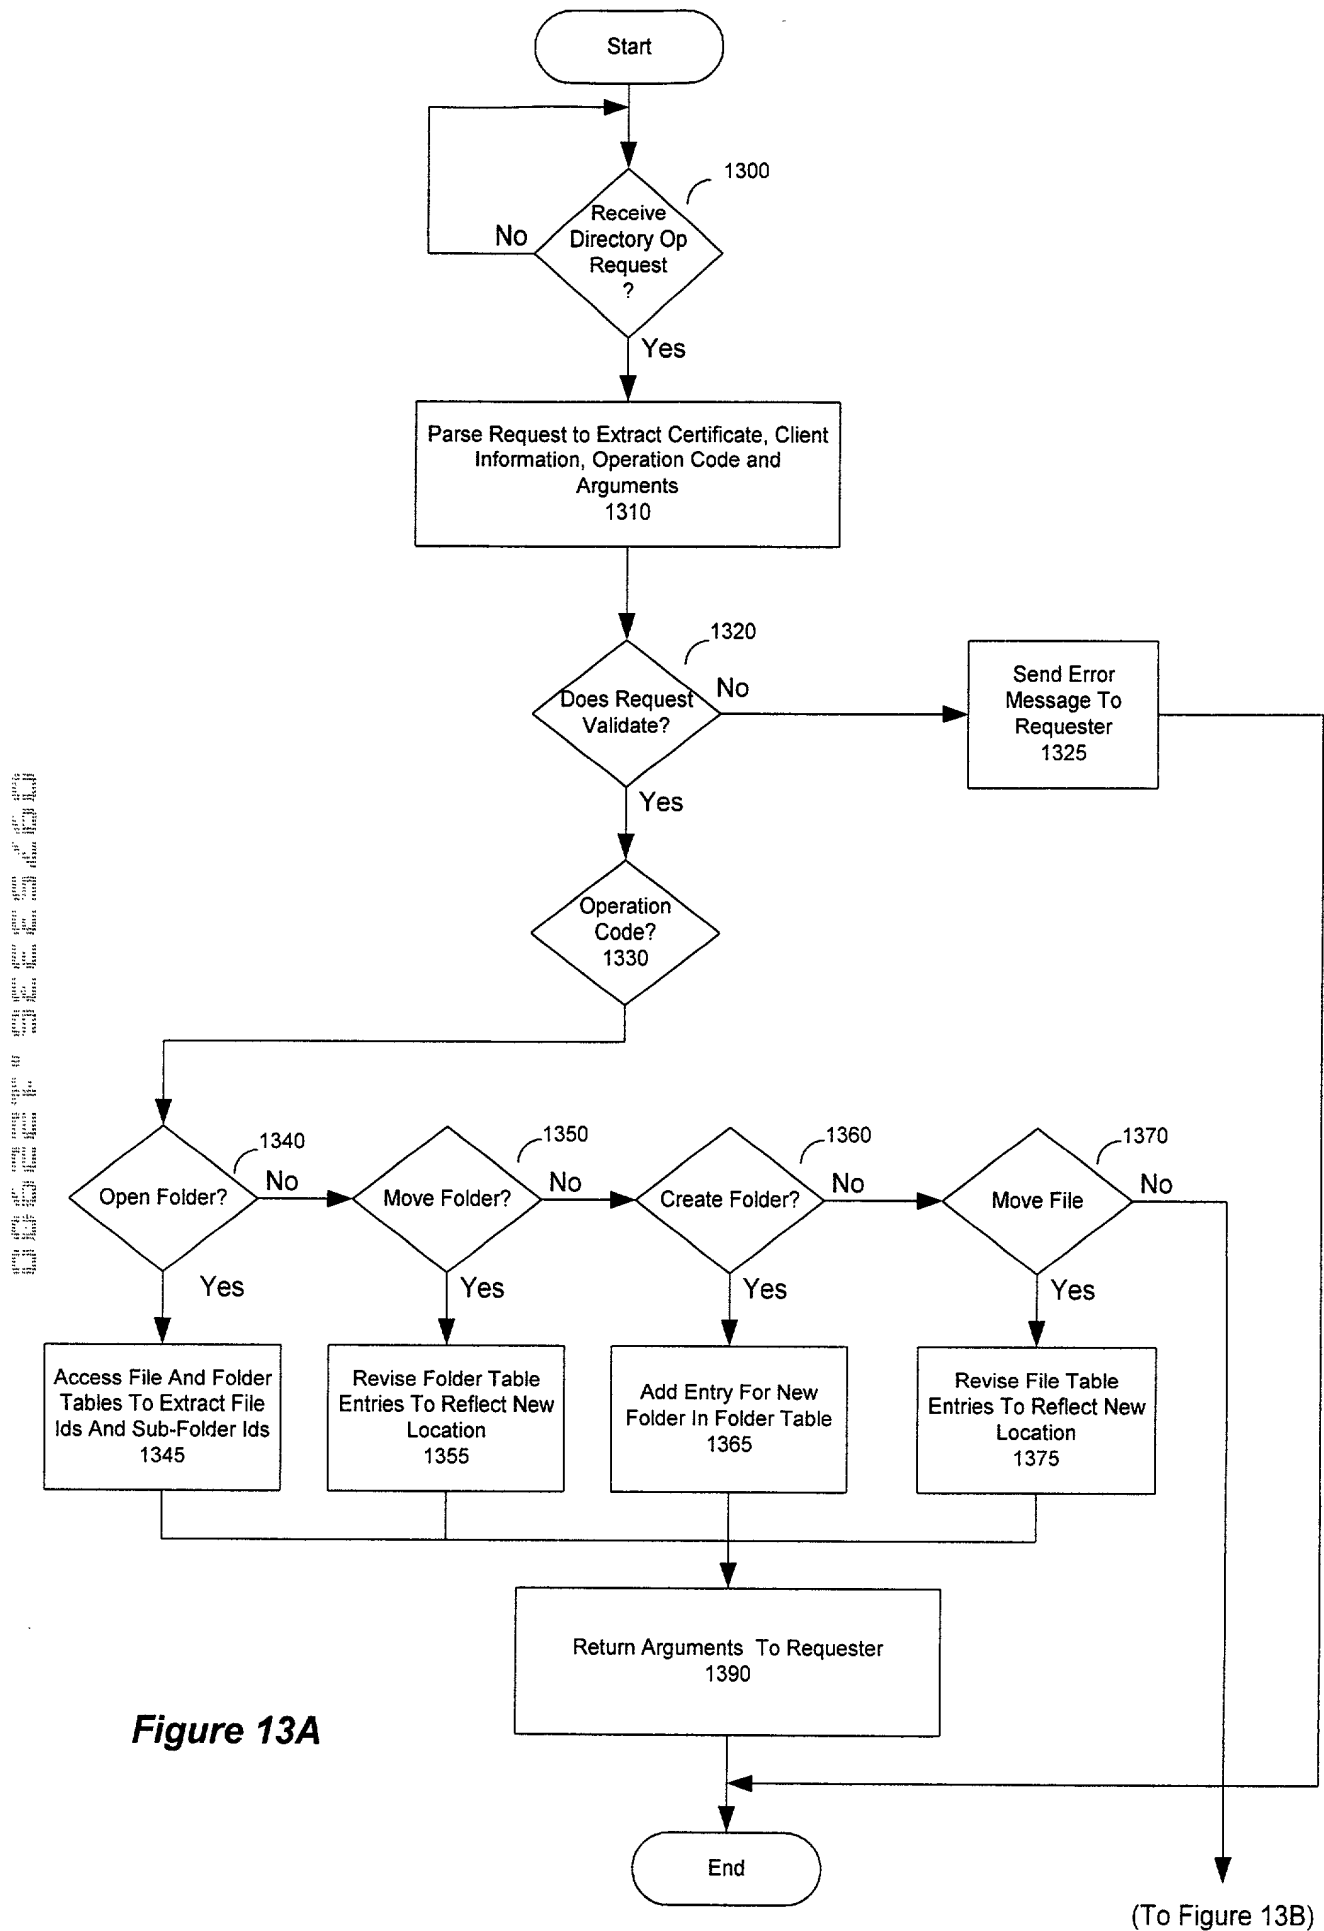 Start
1300
Receive
Directory Op
Request
?
No
Yes
Parse Request to Extract Certificate, Client
Information, Operation Code and
Arguments
1310
1320
Does Request
Validate?
No
Send Error
Message To
Requester
1325
Yes
Operation
Code?
1330
1340
Open Folder?
No
1350
Move Folder?
No
1360
Create Folder?
No
1370
Move File
No
Yes
Yes
Yes
Yes
Access File And Folder
Tables To Extract File
Ids And Sub-Folder Ids
1345
Revise Folder Table
Entries To Reflect New
Location
1355
Add Entry For New
Folder In Folder Table
1365
Revise File Table
Entries To Reflect New
Location
1375
Return Arguments To Requester
1390
Figure 13A
End
(To Figure 13B)